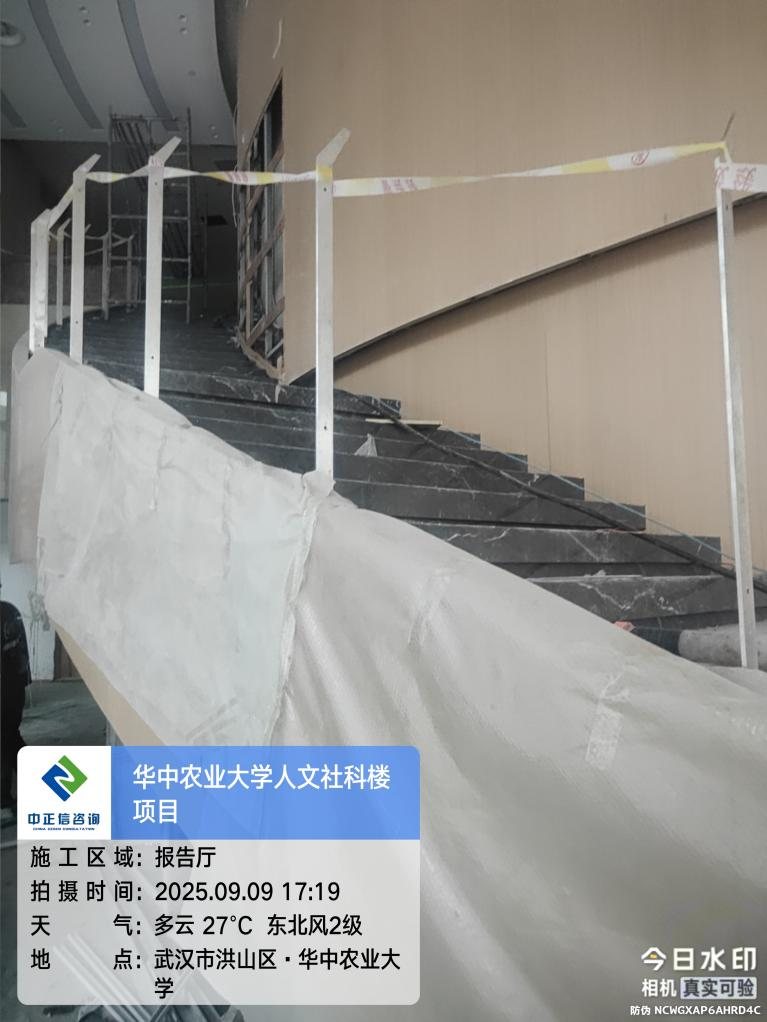 中正信咨询
华中农业大学人文社科楼
项目
施工区域：报告厅
拍摄时间：2025.09.09 17:19
天气：多云 27°C 东北风2级
地点：武汉市洪山区·华中农业大
学
今日水印
相机 真实可验
防伪 NCWGXAP6AHRD4C